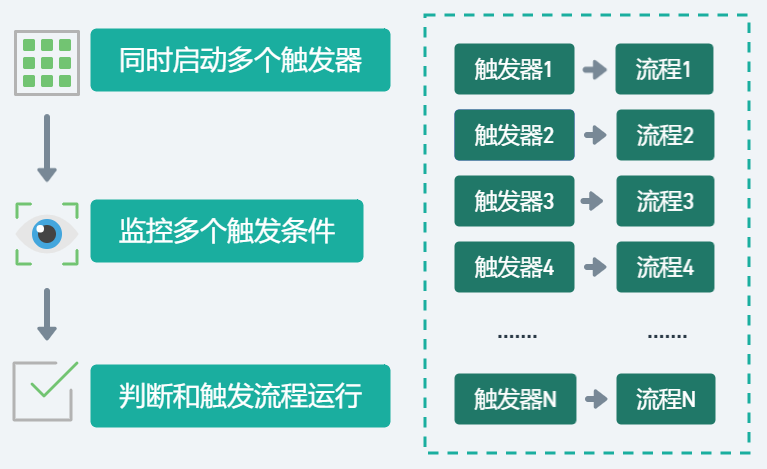 同时启动多个触发器
监控多个触发条件
判断和触发流程运行
触发器1 流程1
触发器2 流程2
触发器3 流程3
触发器4 流程4
....... .......
触发器N 流程N